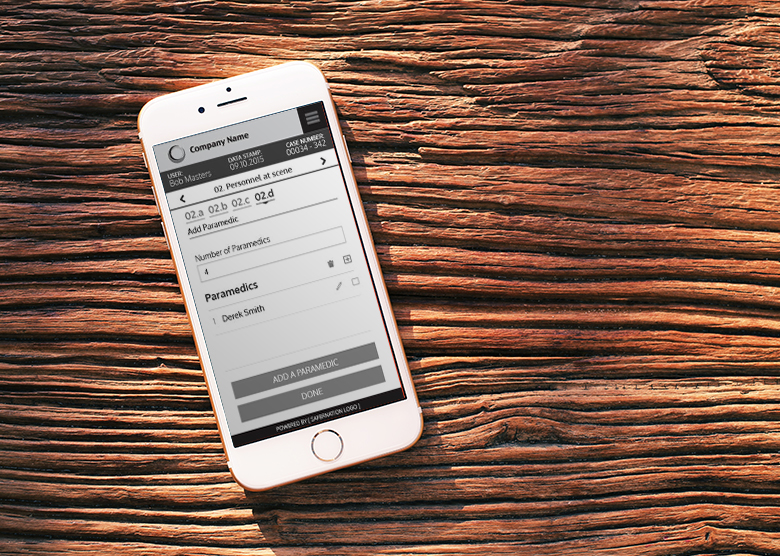 Company Name
USER:
Bob Masters
DATA STAMP:
09.10.2015
CASE NUMBER:
00034 - 342
02. Personnel at scene
02.a 02.b 02.c 02.d
Add Paramedic
Number of Paramedics
4
Paramedics
1 Derek Smith
ADD A PARAMEDIC
DONE
POWERED BY [ SAFERNATION LOGO ]